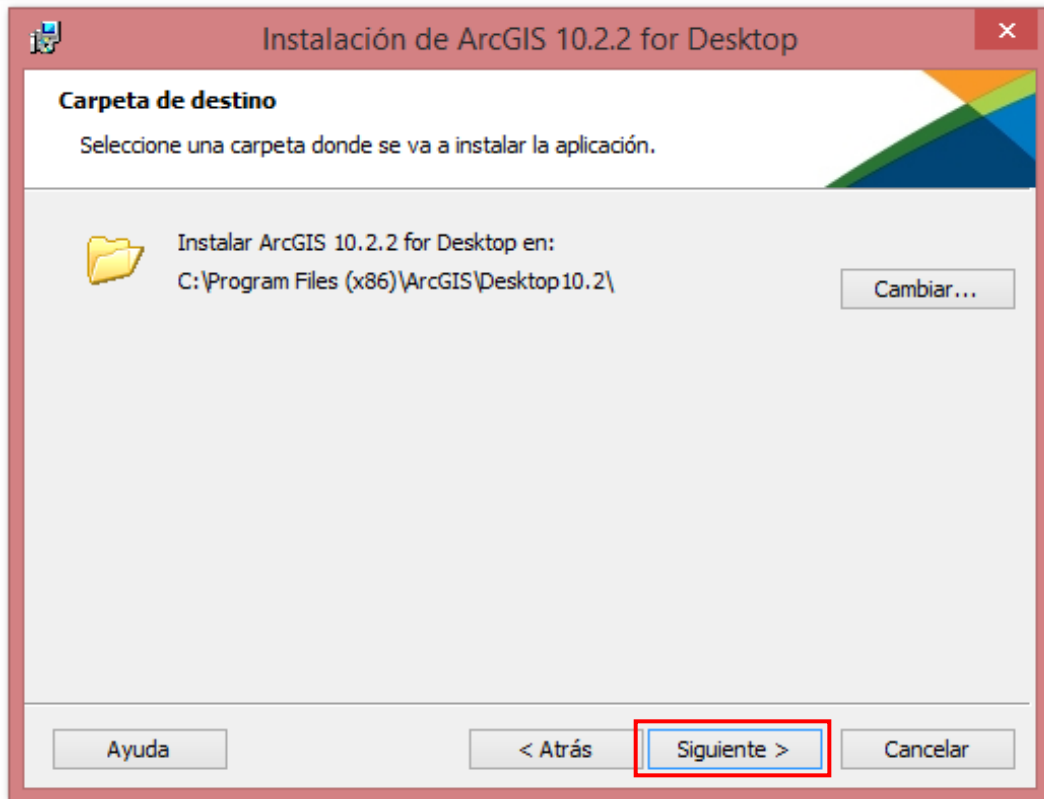 Instalación de ArcGIS 10.2.2 for Desktop
Carpeta de destino
Seleccione una carpeta donde se va a instalar la aplicación.
Instalar ArcGIS 10.2.2 for Desktop en:
C:\Program Files (x86)\ArcGIS\Desktop10.2\
Cambiar...
Ayuda
< Atrás
Siguiente >
Cancelar